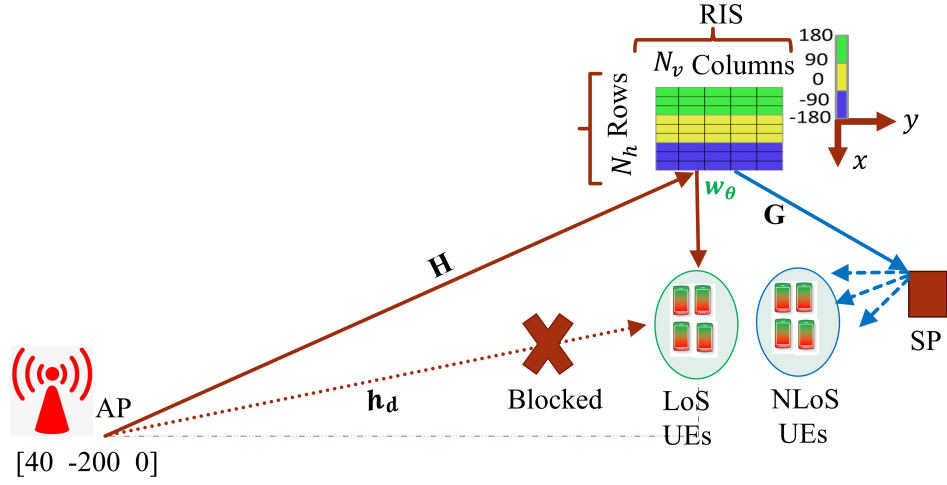 RIS
N_v Columns
N_h Rows
180
90
0
-90
-180
y
x
w_θ
G
H
SP
AP
h_d
Blocked
LoS
UEs
NLoS
UEs
[40 -200 0]